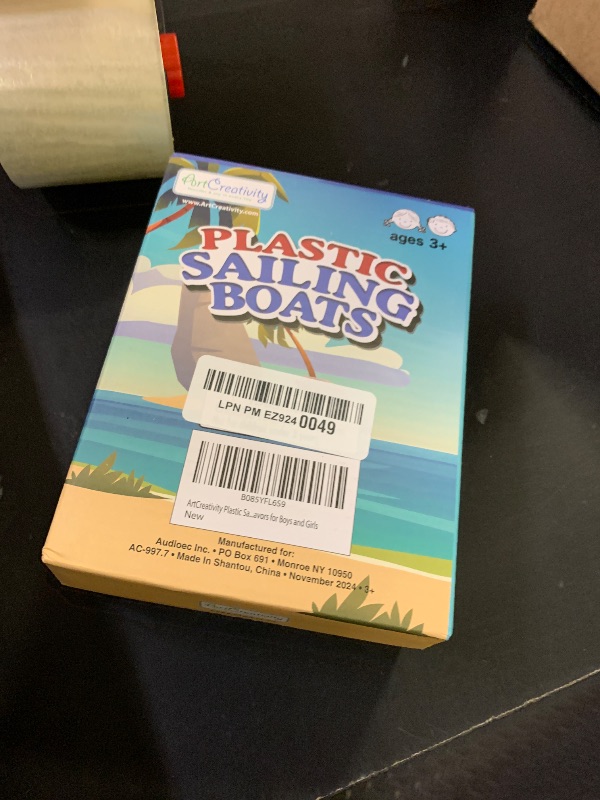 ArtCreativity
www.ArtCreativity.com
ages 3+
PLASTIC
SAILING
BOATS
LPN PM EZ924 0049
B085YFL6S9
ArtCreativity Plastic Sa...avors for Boys and Girls
New
Manufactured for:
Audioec Inc. • PO Box 691 • Monroe NY 10950
AC-997.7 • Made In Shantou, China • November 2024 • 3+
ArtCreativity